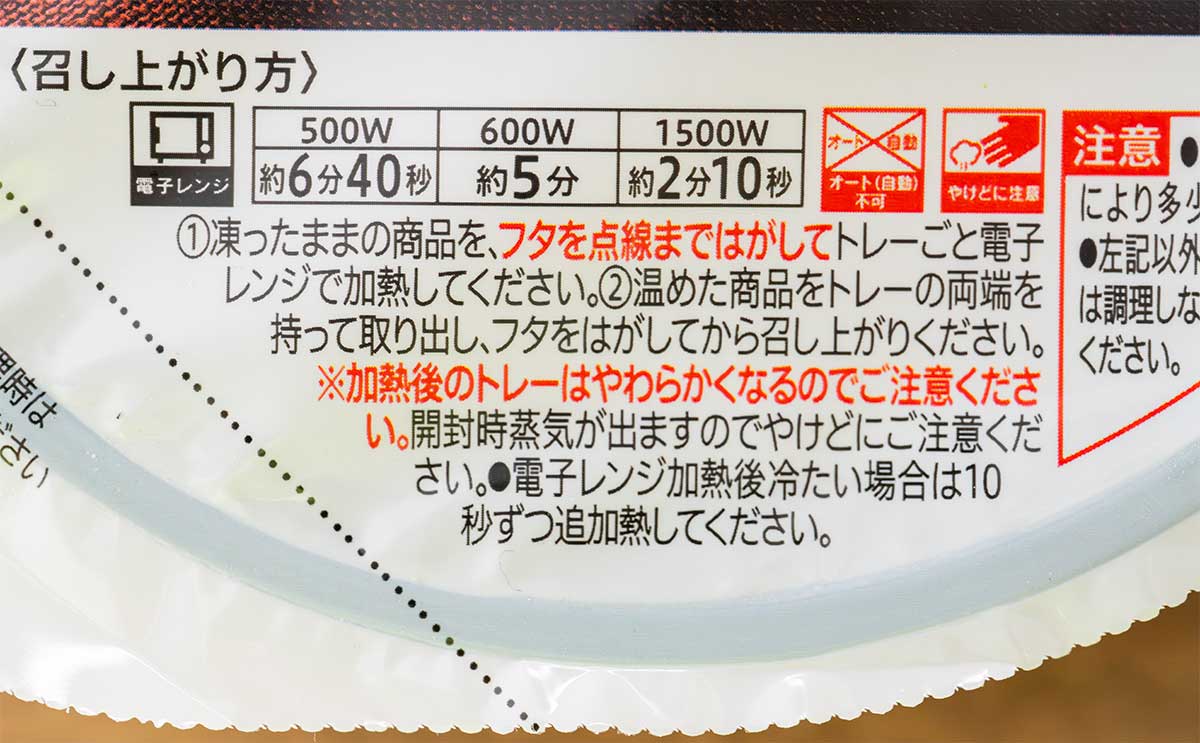 〈召し上がり方〉
電子レンジ
500W 600W 1500W
約6分40秒 約5分 約2分10秒
オート 自動
オート(自動)
不可
やけどに注意
①凍ったままの商品を、フタを点線まではがしてトレーごと電子
レンジで加熱してください。②温めた商品をトレーの両端を
持って取り出し、フタをはがしてから召し上がりください。
※加熱後のトレーはやわらかくなるのでご注意くださ
い。開封時蒸気が出ますのでやけどにご注意くだ
さい。●電子レンジ加熱後冷たい場合は10
秒ずつ追加熱してください。
注意 ●
により多少
●左記以外
は調理しな
ください。
時は
ださい